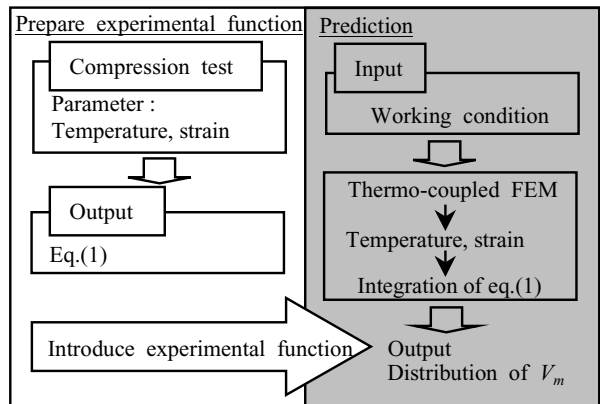 Prepare experimental function
Compression test
Parameter :
Temperature, strain
Output
Eq.(1)
Introduce experimental function
Prediction
Input
Working condition
Thermo-coupled FEM
Temperature, strain
Integration of eq.(1)
Output
Distribution of Vm